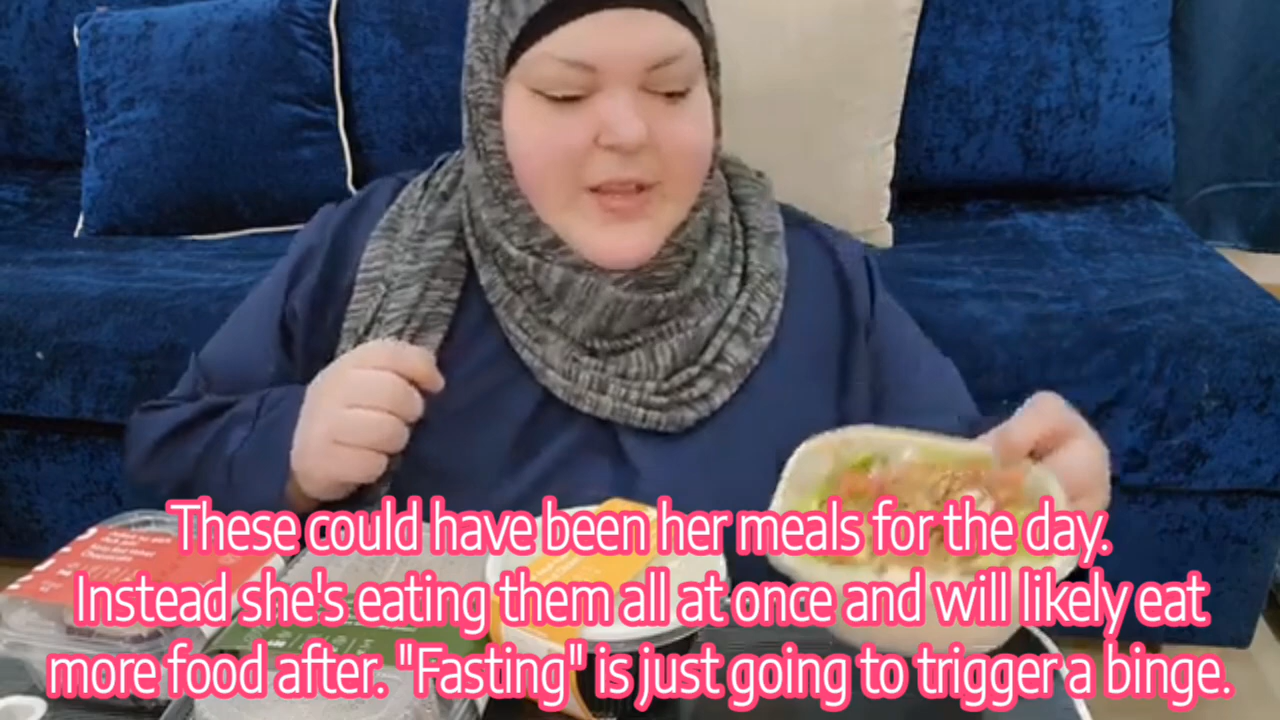 These could have been her meals for the day.
Instead she's eating them all at once and will likely eat
more food after. "Fasting" is just going to trigger a binge.